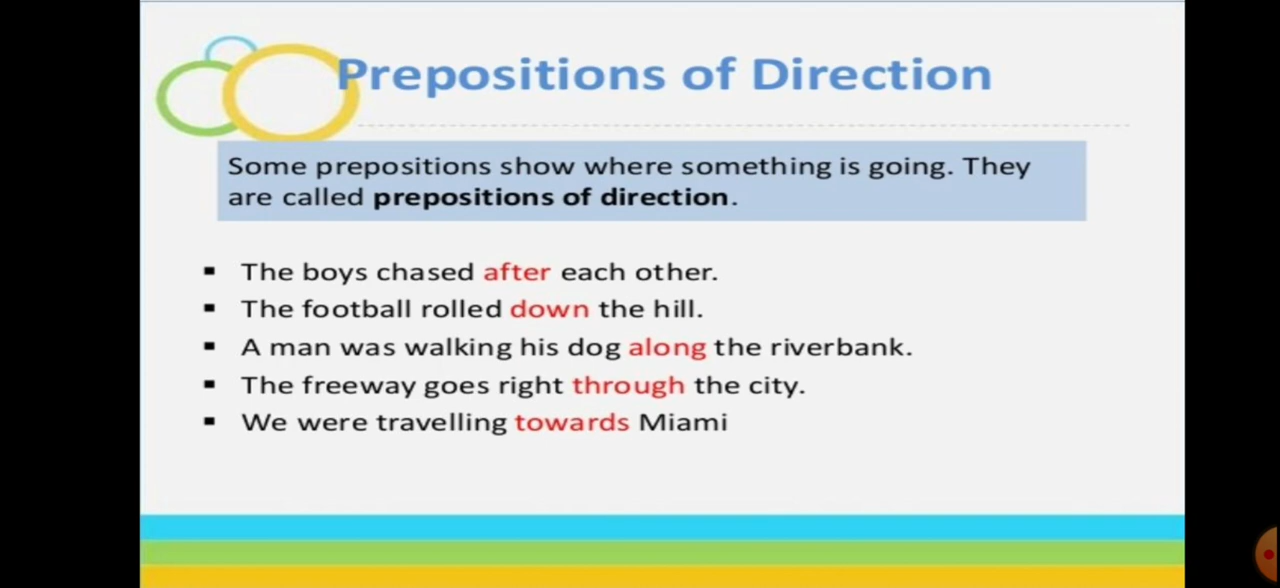 Prepositions of Direction
Some prepositions show where something is going. They
are called prepositions of direction.
▪ The boys chased after each other.
▪ The football rolled down the hill.
▪ A man was walking his dog along the riverbank.
▪ The freeway goes right through the city.
▪ We were travelling towards Miami